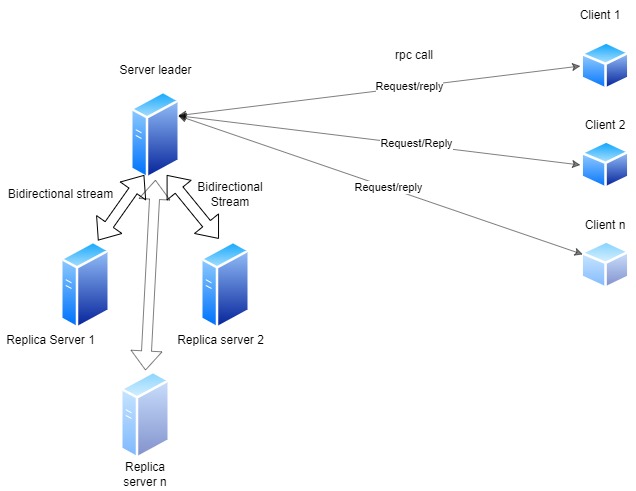 Client 1
rpc call
Server leader
Request/reply
Client 2
Request/Reply
Request/reply
Bidirectional stream
Bidirectional
Stream
Client n
Replica Server 1
Replica server 2
Replica
server n